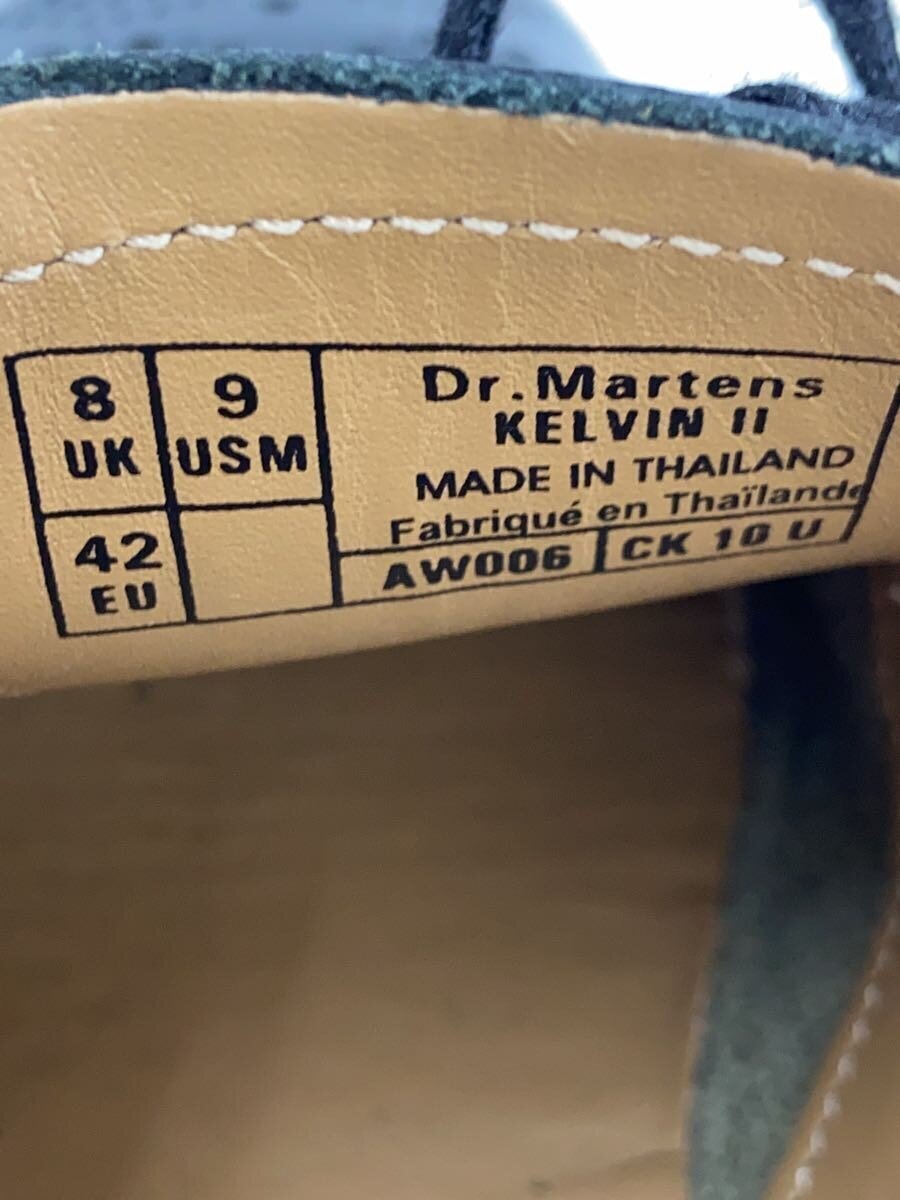 8
UK
9
USM
42
EU
Dr.Martens
KELVIN II
MADE IN THAILAND
Fabriqué en Thaïlande
AW006
CK 10 U